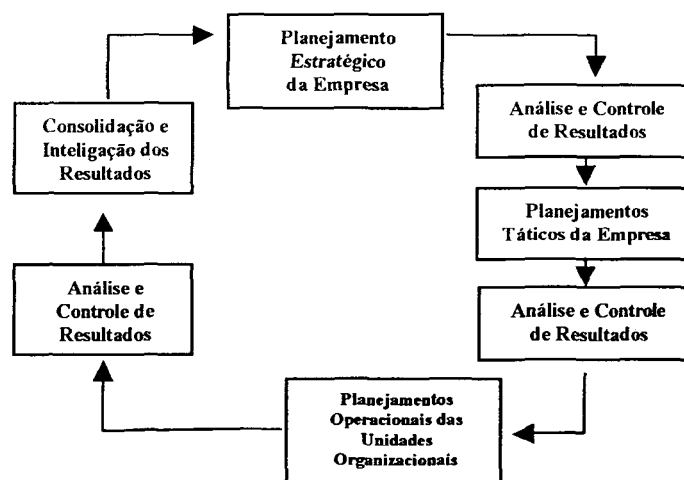 Planejamento
Estratégico
da Empresa
Análise e Controle
de Resultados
Planejamentos
Táticos da Empresa
Análise e Controle
de Resultados
Planejamentos
Operacionais das
Unidades
Organizacionais
Análise e
Controle de
Resultados
Consolidação e
Inteligação dos
Resultados